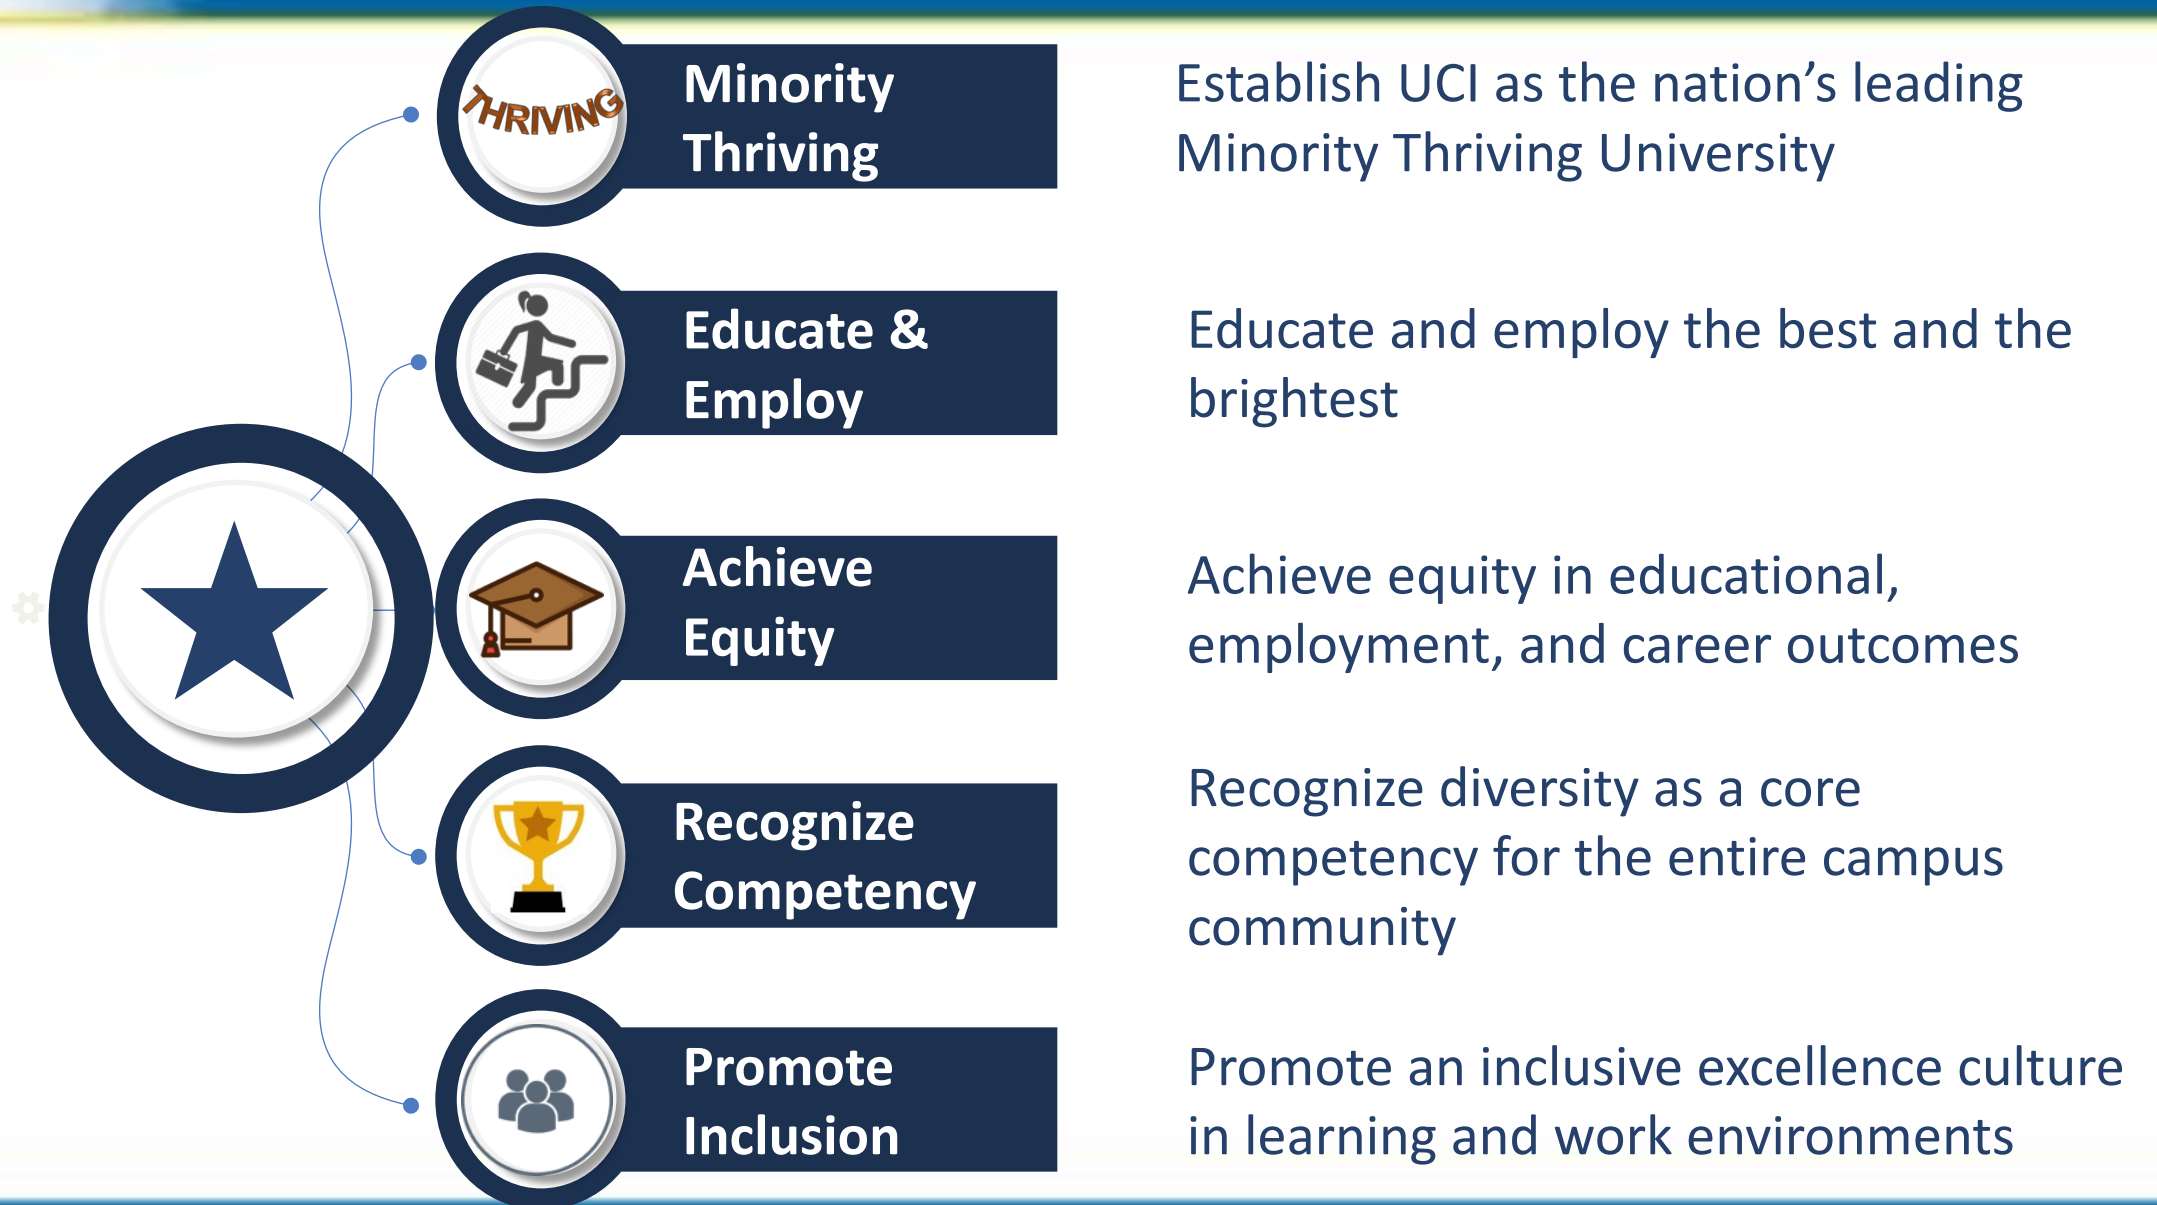 THRIVING
Minority
Thriving
Establish UCI as the nation’s leading
Minority Thriving University
Educate &
Employ
Educate and employ the best and the
brightest
Achieve
Equity
Achieve equity in educational,
employment, and career outcomes
Recognize
Competency
Recognize diversity as a core
competency for the entire campus
community
Promote
Inclusion
Promote an inclusive excellence culture
in learning and work environments